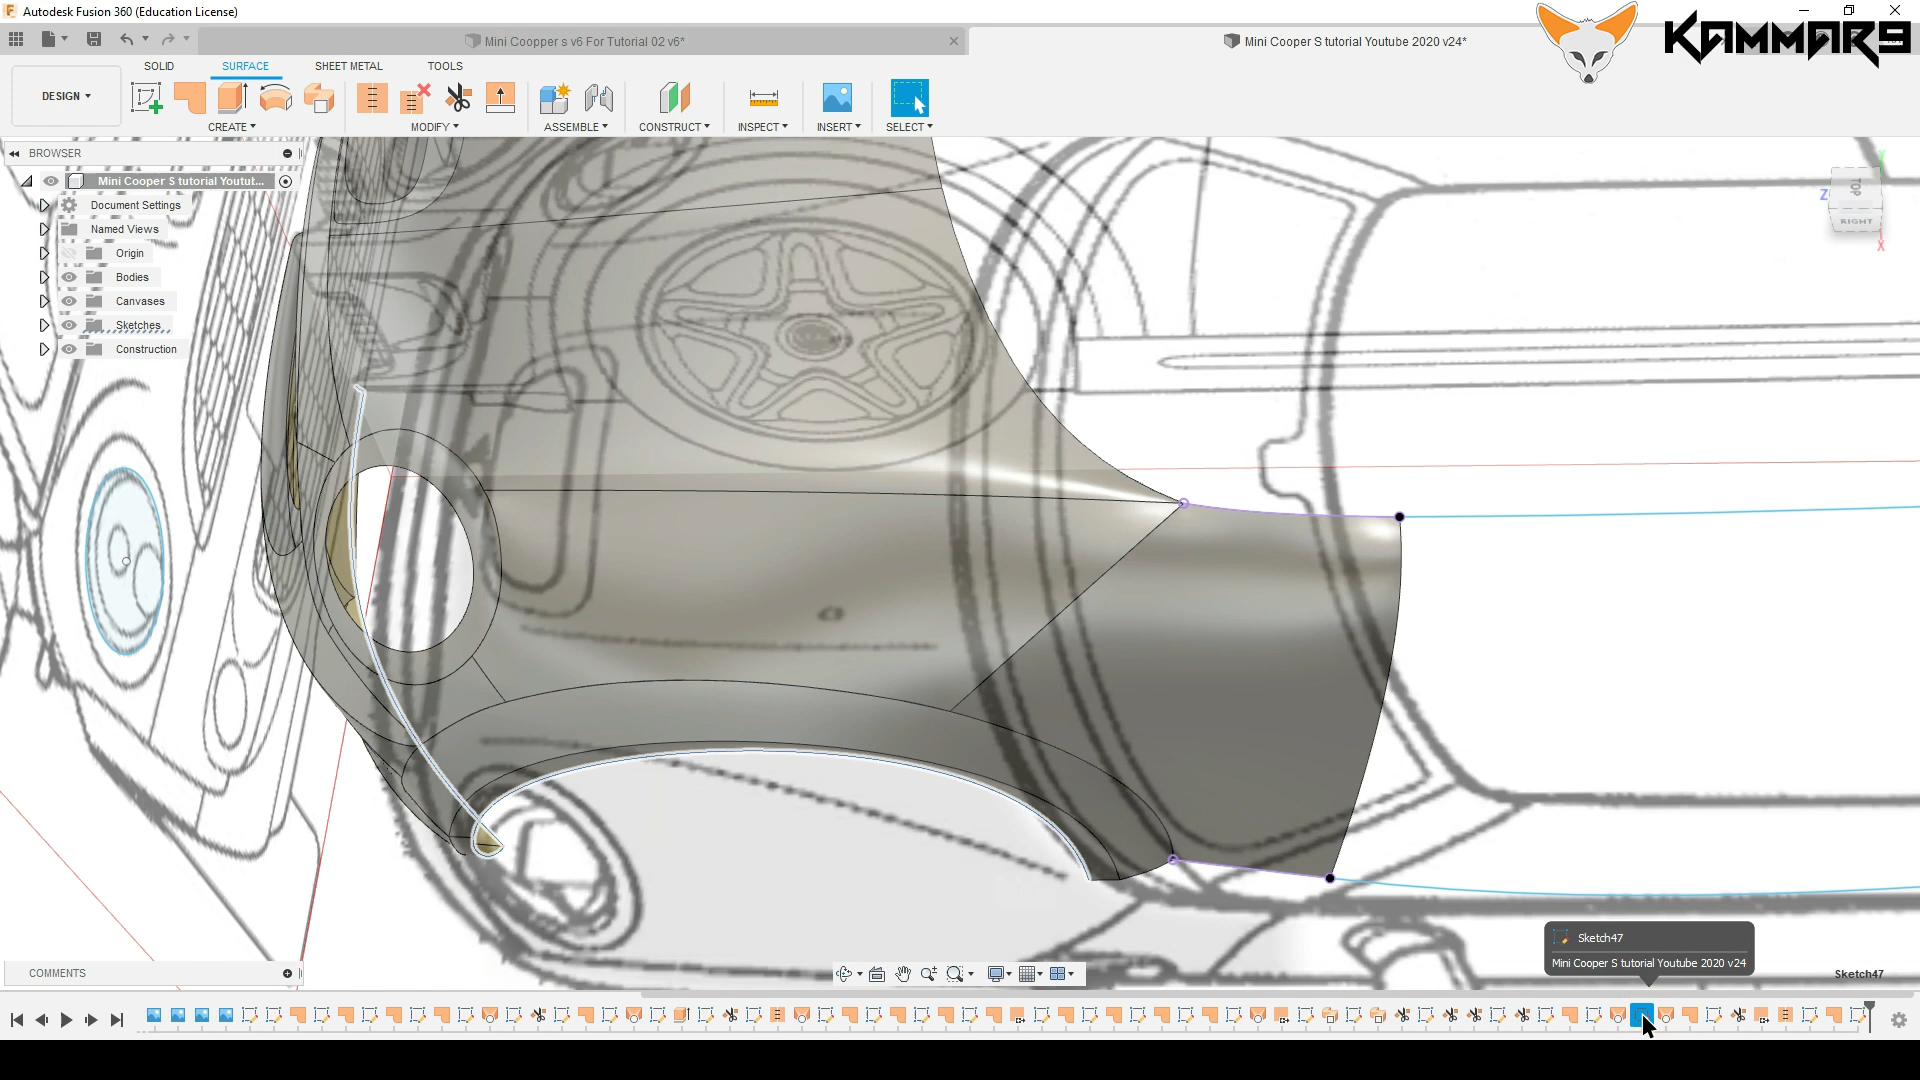 Autodesk Fusion 360 (Education License)
KAMMAR9
Mini Coopper s v6 For Tutorial 02 v6*
Mini Cooper S tutorial Youtube 2020 v24*
SOLID
SURFACE
SHEET METAL
TOOLS
DESIGN
CREATE
MODIFY
ASSEMBLE
CONSTRUCT
INSPECT
INSERT
SELECT
BROWSER
Mini Cooper S tutorial Youtut...
Document Settings
Named Views
Origin
Bodies
Canvases
Sketches
Construction
TOP
RIGHT
Z
X
Sketch47
Mini Cooper S tutorial Youtube 2020 v24
Sketch47
COMMENTS